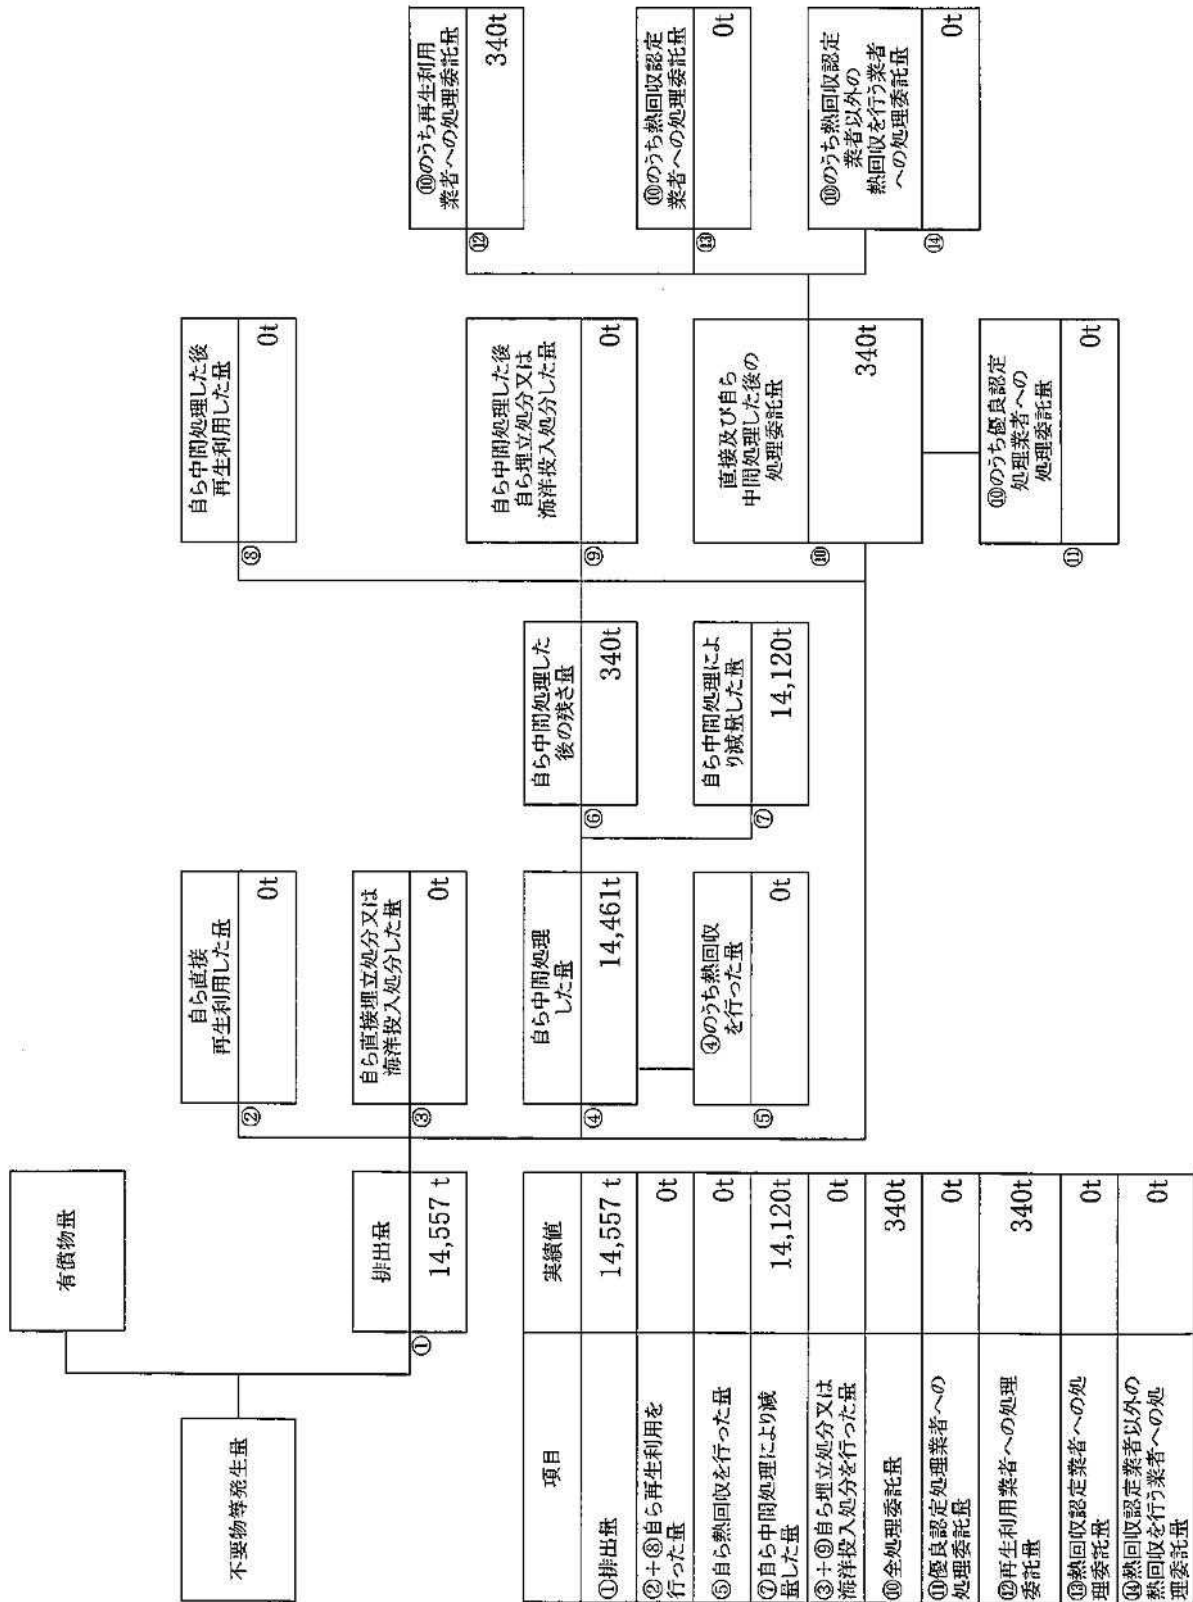 不要物等発生量
有償物量
①
排出量
14,557 t
②
自ら直接
再生利用した量
0t
③
自ら直接埋立処分又は
海洋投入処分した量
0t
④
自ら中間処理
した量
14,461t
⑤
④のうち熱回収
を行った量
0t
⑥
自ら中間処理した
後の残さ量
340t
⑦
自ら中間処理によ
り減量した量
14,120t
⑧
自ら中間処理した後
再生利用した量
0t
⑨
自ら中間処理した後
自ら埋立処分又は
海洋投入処分した量
0t
⑩
直接及び自ら
中間処理した後の
処理委託量
340t
⑪
⑩のうち優良認定
処理業者への
処理委託量
0t
⑫
⑩のうち再生利用
業者への処理委託量
340t
⑬
⑩のうち熱回収認定
業者への処理委託量
0t
⑭
⑩のうち熱回収認定
業者以外の
熱回収を行う業者
への処理委託量
0t
項目
実績値
①排出量
14,557 t
②+⑧自ら再生利用を
行った量
0t
⑤自ら熱回収を行った量
0t
⑦自ら中間処理により減
量した量
14,120t
③+⑨自ら埋立処分又は
海洋投入処分を行った量
0t
⑩全処理委託量
340t
⑪優良認定処理業者への
処理委託量
0t
⑫再生利用業者への処理
委託量
340t
⑬熱回収認定業者への処
理委託量
0t
⑭熱回収認定業者以外の
熱回収を行う業者への処
理委託量
0t